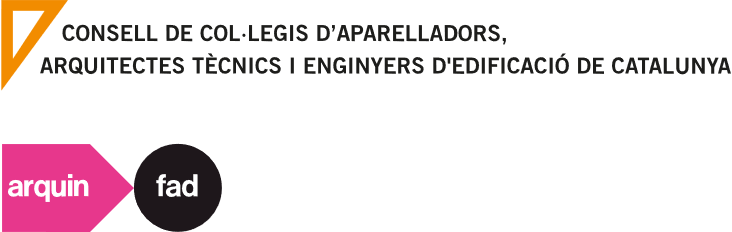 CONSELL DE COL·LEGIS D’APARELLADORS,
ARQUITECTES TÈCNICS I ENGINYERS D'EDIFICACIÓ DE CATALUNYA
arquin fad